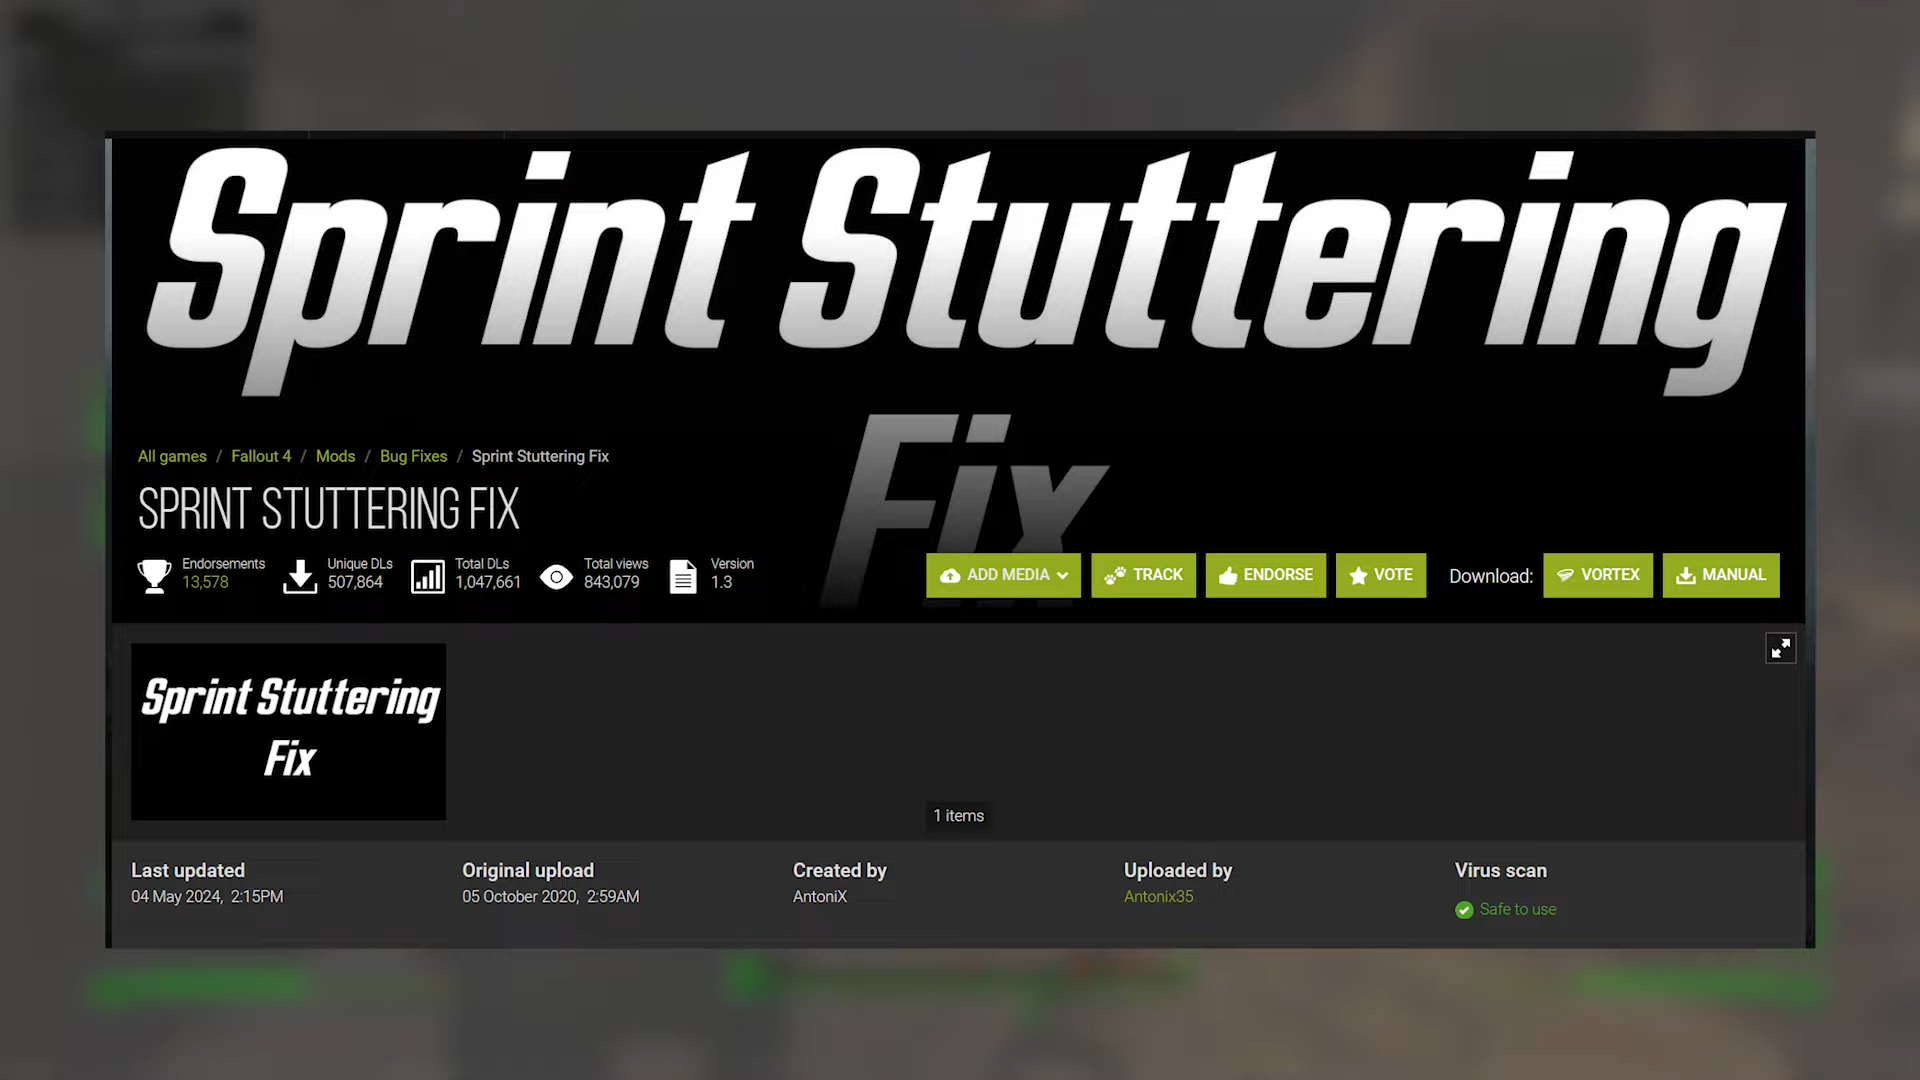 Sprint Stuttering
Fix
All games / Fallout 4 / Mods / Bug Fixes / Sprint Stuttering Fix
SPRINT STUTTERING FIX
Endorsements
13,578
Unique DLs
507,864
Total DLs
1,047,661
Total views
843,079
Version
1.3
ADD MEDIA
TRACK
ENDORSE
VOTE
Download:
VORTEX
MANUAL
Sprint Stuttering
Fix
1 items
Last updated
04 May 2024, 2:15PM
Original upload
05 October 2020, 2:59AM
Created by
AntoniX
Uploaded by
Antonix35
Virus scan
Safe to use